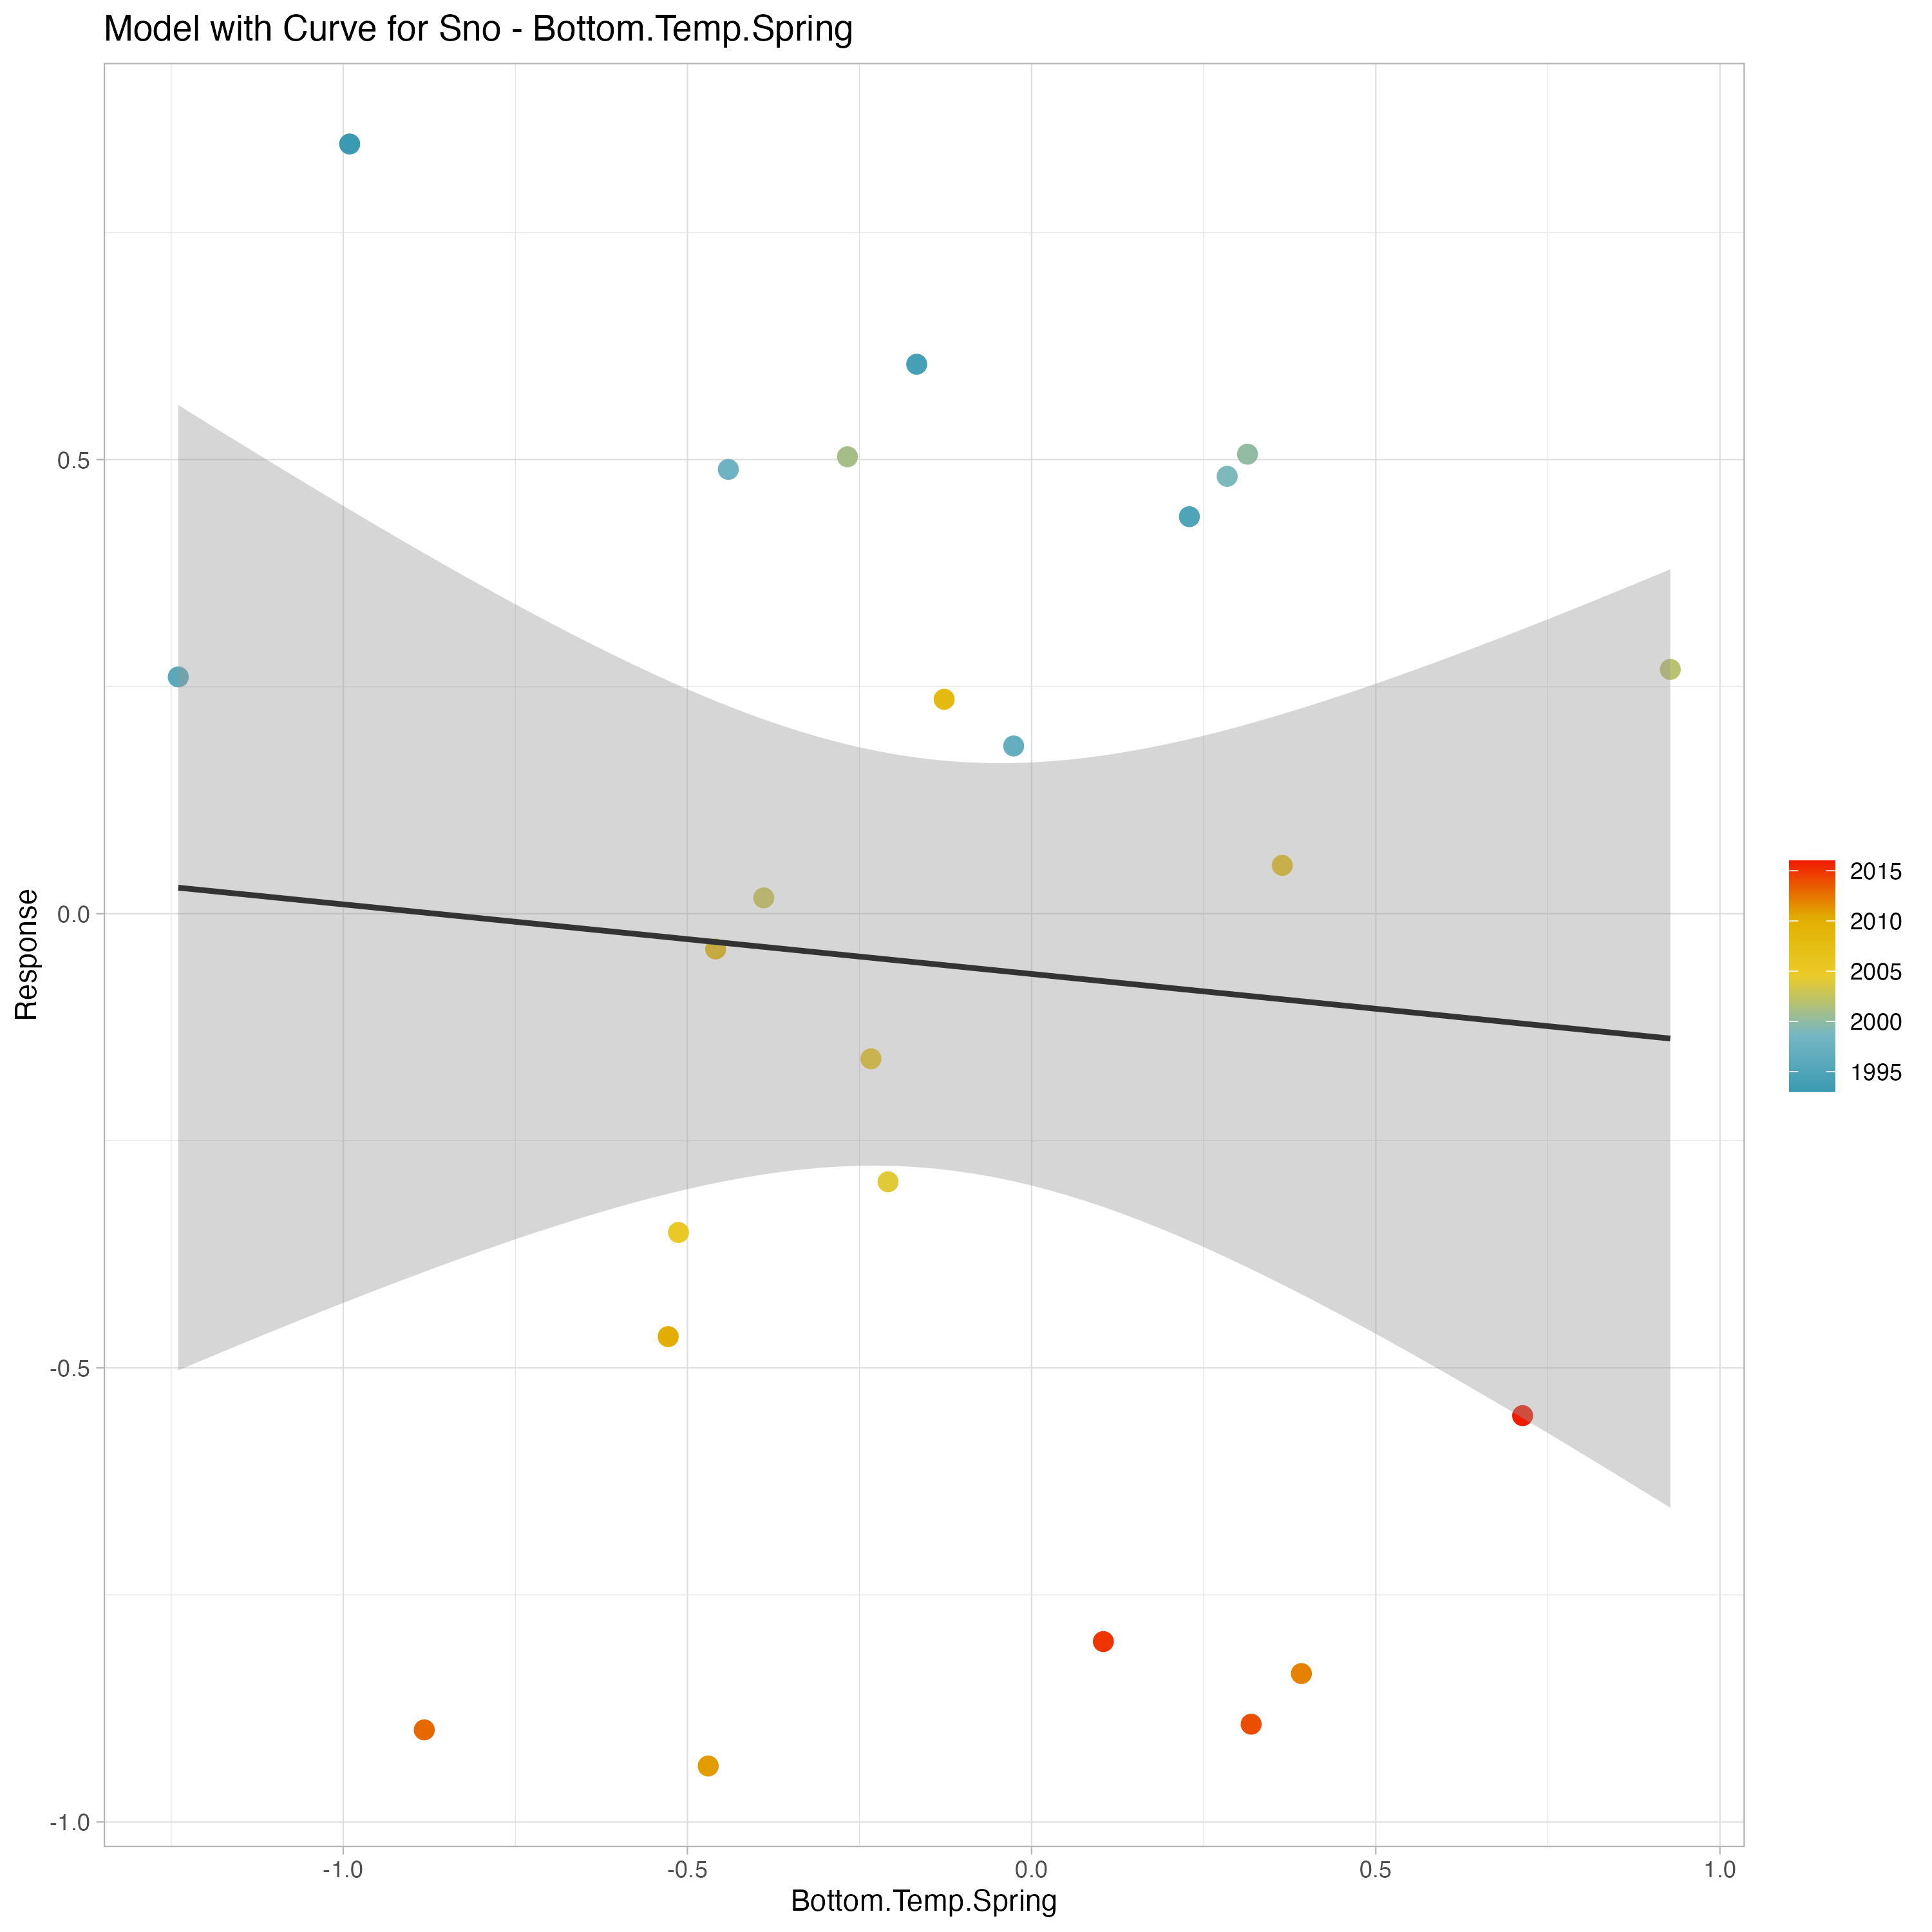 Model with Curve for Sno - Bottom.Temp.Spring
Response
0.5
0.0
-0.5
-1.0
-1.0 -0.5 0.0 0.5 1.0
Bottom.Temp.Spring
2015
2010
2005
2000
1995